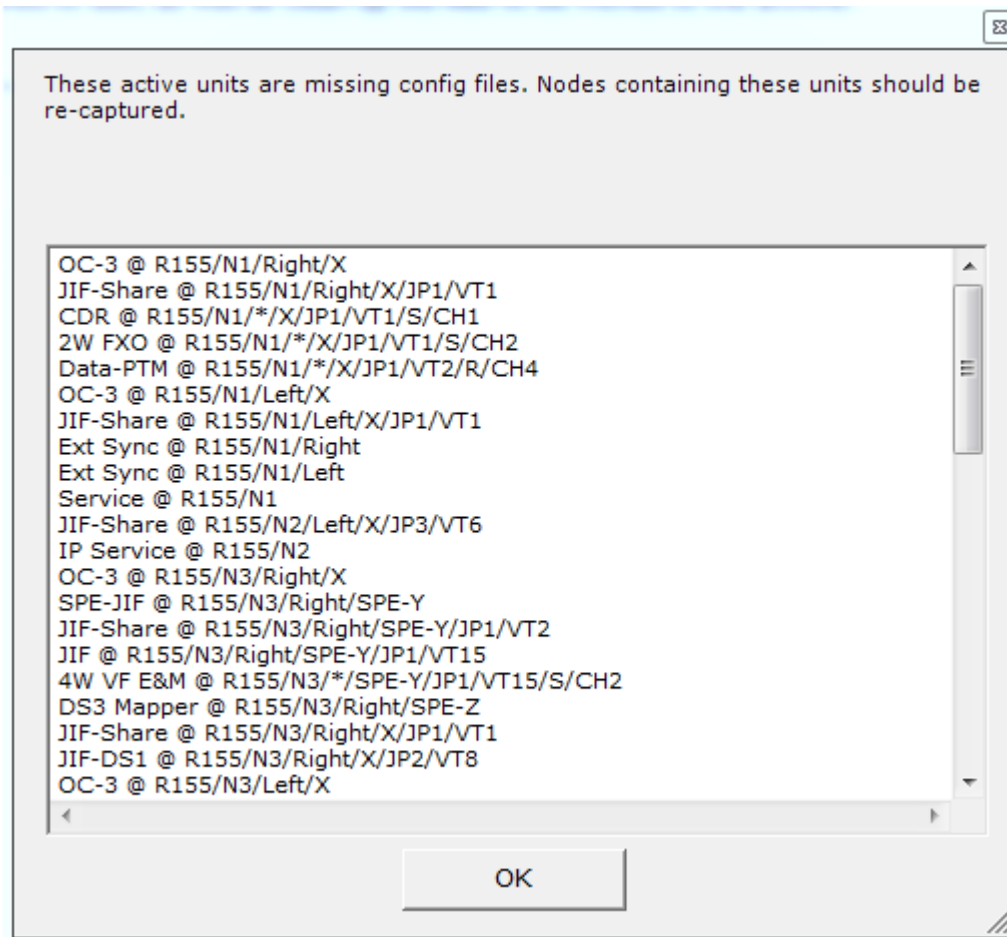 These active units are missing config files. Nodes containing these units should be
re-captured.
OC-3 @ R155/N1/Right/X
JIF-Share @ R155/N1/Right/X/JP1/VT1
CDR @ R155/N1/*/X/JP1/VT1/S/CH1
2W FXO @ R155/N1/*/X/JP1/VT1/S/CH2
Data-PTM @ R155/N1/*/X/JP1/VT2/R/CH4
OC-3 @ R155/N1/Left/X
JIF-Share @ R155/N1/Left/X/JP1/VT1
Ext Sync @ R155/N1/Right
Ext Sync @ R155/N1/Left
Service @ R155/N1
JIF-Share @ R155/N2/Left/X/JP3/VT6
IP Service @ R155/N2
OC-3 @ R155/N3/Right/X
SPE-JIF @ R155/N3/Right/SPE-Y
JIF-Share @ R155/N3/Right/SPE-Y/JP1/VT2
JIF @ R155/N3/Right/SPE-Y/JP1/VT15
4W VF E&M @ R155/N3/*/SPE-Y/JP1/VT15/S/CH2
DS3 Mapper @ R155/N3/Right/SPE-Z
JIF-Share @ R155/N3/Right/X/JP1/VT1
JIF-DS1 @ R155/N3/Right/X/JP2/VT8
OC-3 @ R155/N3/Left/X
OK